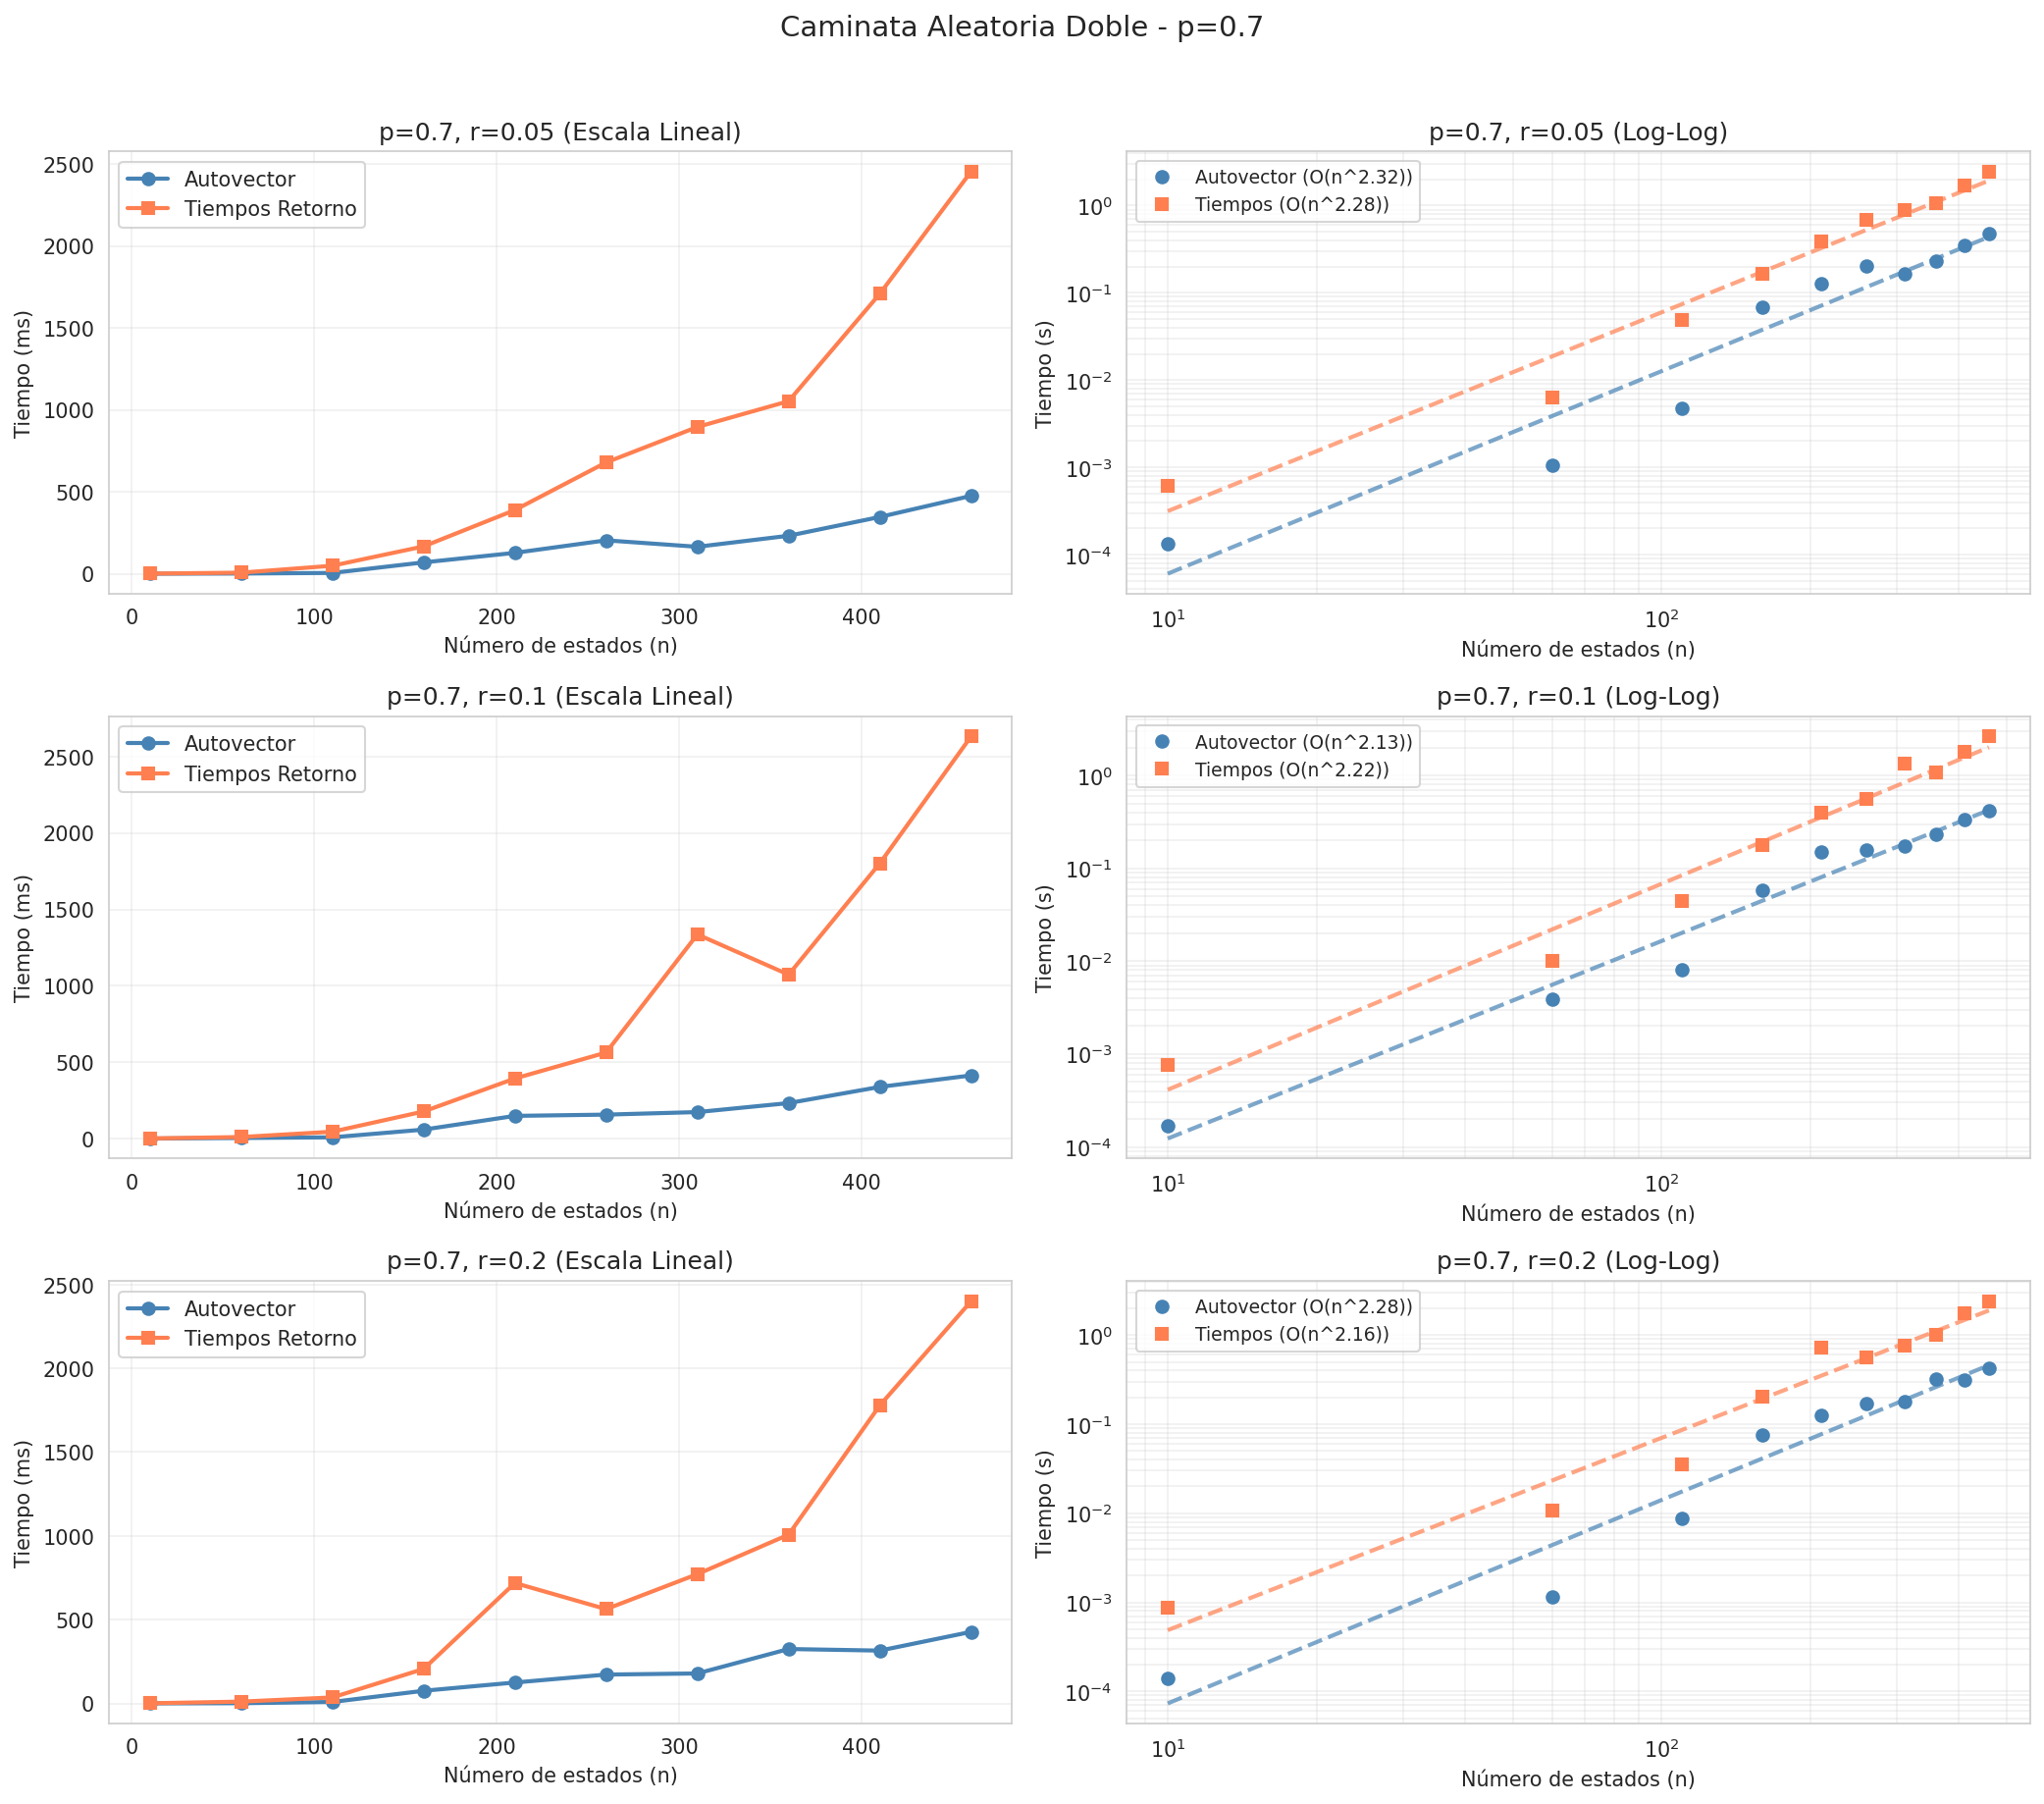 Caminata Aleatoria Doble - p=0.7
p=0.7, r=0.05 (Escala Lineal)
Autovector
Tiempos Retorno
2500
2000
1500
1000
500
0
Tiempo (ms)
0 100 200 300 400
Número de estados (n)
p=0.7, r=0.05 (Log-Log)
Autovector (O(n^2.32))
Tiempos (O(n^2.28))
10⁰
10⁻¹
10⁻²
10⁻³
10⁻⁴
Tiempo (s)
10¹ 10²
Número de estados (n)
p=0.7, r=0.1 (Escala Lineal)
Autovector
Tiempos Retorno
2500
2000
1500
1000
500
0
Tiempo (ms)
0 100 200 300 400
Número de estados (n)
p=0.7, r=0.1 (Log-Log)
Autovector (O(n^2.13))
Tiempos (O(n^2.22))
10⁰
10⁻¹
10⁻²
10⁻³
10⁻⁴
Tiempo (s)
10¹ 10²
Número de estados (n)
p=0.7, r=0.2 (Escala Lineal)
Autovector
Tiempos Retorno
2500
2000
1500
1000
500
0
Tiempo (ms)
0 100 200 300 400
Número de estados (n)
p=0.7, r=0.2 (Log-Log)
Autovector (O(n^2.28))
Tiempos (O(n^2.16))
10⁰
10⁻¹
10⁻²
10⁻³
10⁻⁴
Tiempo (s)
10¹ 10²
Número de estados (n)